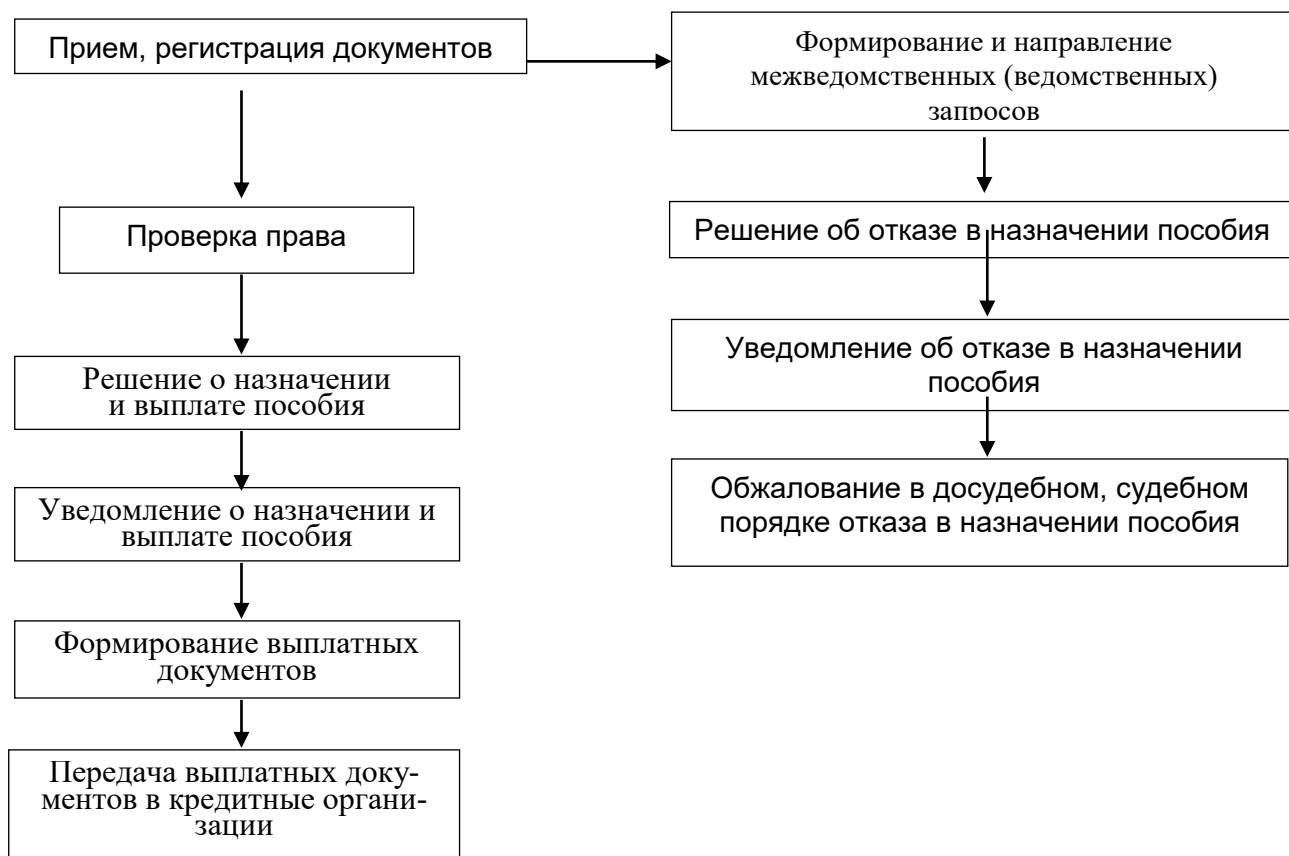 Прием, регистрация документов
Формирование и направление
межведомственных (ведомственных)
запросов
Проверка права
Решение об отказе в назначении пособия
Решение о назначении
и выплате пособия
Уведомление об отказе в назначении
пособия
Уведомление о назначении и
выплате пособия
Обжалование в досудебном, судебном
порядке отказа в назначении пособия
Формирование выплатных
документов
Передача выплатных доку-
ментов в кредитные органи-
зации